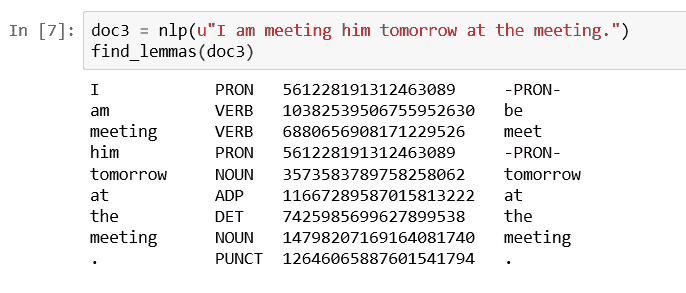 In [7]: doc3 = nlp(u"I am meeting him tomorrow at the meeting.")
find_lemmas(doc3)
I PRON 561228191312463089 -PRON-
am VERB 10382539506755952630 be
meeting VERB 6880656908171229526 meet
him PRON 561228191312463089 -PRON-
tomorrow NOUN 3573583789758258062 tomorrow
at ADP 11667289587015813222 at
the DET 7425985699627899538 the
meeting NOUN 14798207169164081740 meeting
. PUNCT 12646065887601541794 .